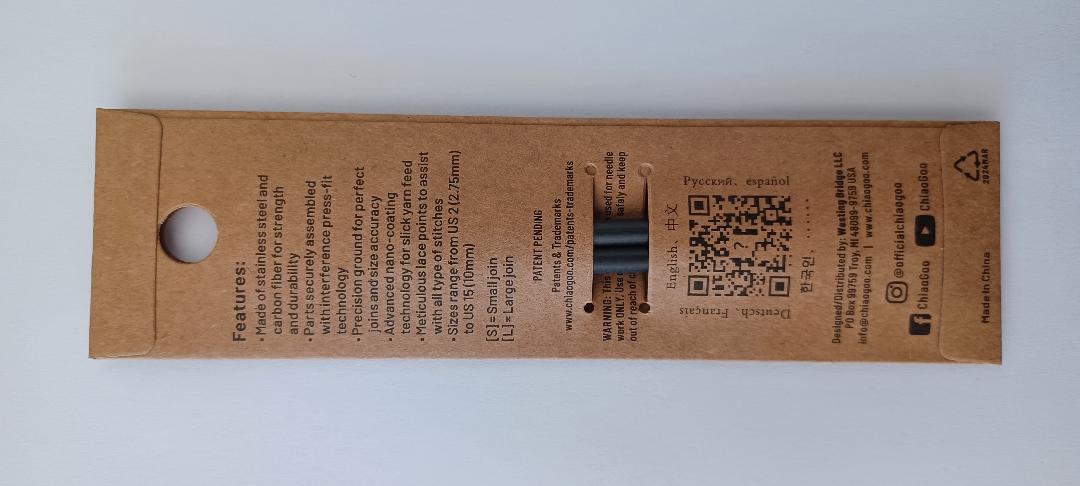 Features:
• Made of stainless steel and
carbon fiber for strength
and durability
• Parts securely assembled
with interference press-fit
technology
• Precision ground for perfect
joins and size accuracy
• Advanced nano-coating
technology for slick yarn feed
• Meticulous lace points to assist
with all type of stitches
• Sizes range from US 2 (2.75mm)
to US 15 (10mm)
[S] = Small join
[L] = Large join
PATENT PENDING
Patents & Trademarks
www.chiaogoo.com/patents-trademarks
WARNING: This used for needle
work ONLY. Use safely and keep
out of reach of
English、中文
Русский、español
Deutsch、Français
한국인、......
Designed/Distributed by: Westing Bridge LLC
PO Box 99759 Troy, MI 48099-9759 USA
info@chiaogoo.com | www.chiaogoo.com
@officialchiaogoo
ChiaoGoo ChiaoGoo
Made in China
2024MAR